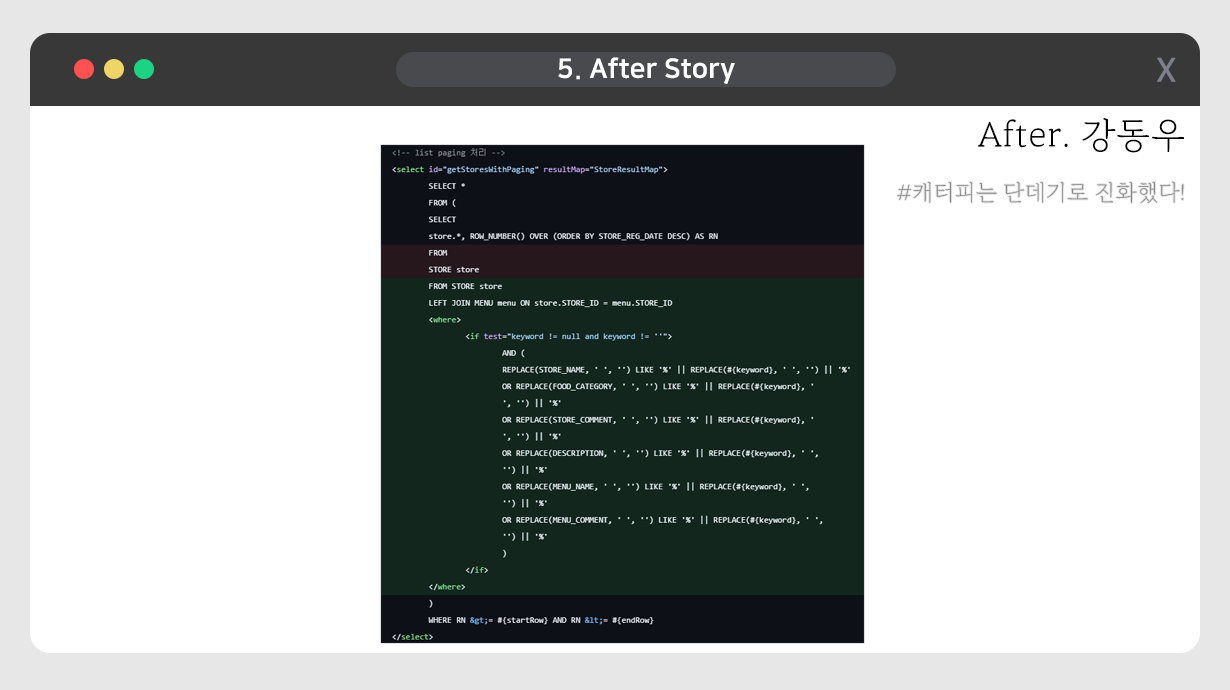 5. After Story
X
After. 강동우
#캐터피는 단데기로 진화했다!
<!-- list paging 처리 -->
<select id="getStoresWithPaging" resultMap="StoreResultMap">
SELECT *
FROM (
SELECT
store.*, ROW_NUMBER() OVER (ORDER BY STORE_REG_DATE DESC) AS RN
FROM
STORE store
FROM STORE store
LEFT JOIN MENU menu ON store.STORE_ID = menu.STORE_ID
<where>
<if test="keyword != null and keyword != ''">
AND (
REPLACE(STORE_NAME, ' ', '') LIKE '%' || REPLACE(#{keyword}, ' ', '') || '%'
OR REPLACE(FOOD_CATEGORY, ' ', '') LIKE '%' || REPLACE(#{keyword}, '
', '') || '%'
OR REPLACE(STORE_COMMENT, ' ', '') LIKE '%' || REPLACE(#{keyword}, '
', '') || '%'
OR REPLACE(DESCRIPTION, ' ', '') LIKE '%' || REPLACE(#{keyword}, ' ',
'') || '%'
OR REPLACE(MENU_NAME, ' ', '') LIKE '%' || REPLACE(#{keyword}, ' ',
'') || '%'
OR REPLACE(MENU_COMMENT, ' ', '') LIKE '%' || REPLACE(#{keyword}, ' ',
'') || '%'
)
</if>
</where>
)
WHERE RN &gt;= #{startRow} AND RN &lt;= #{endRow}
</select>